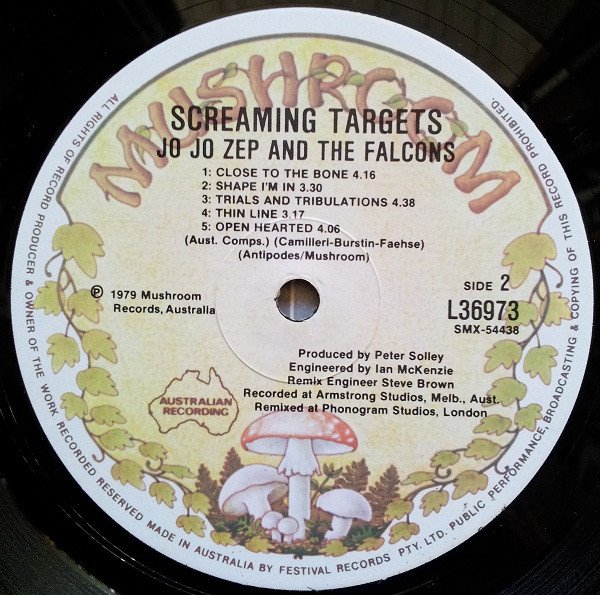 MUSHROOM
SCREAMING TARGETS
JO JO ZEP AND THE FALCONS
1: CLOSE TO THE BONE 4.16
2: SHAPE I'M IN 3.30
3: TRIALS AND TRIBULATIONS 4.38
4: THIN LINE 3.17
5: OPEN HEARTED 4.06
(Aust. Comps.) (Camilleri-Burstin-Faehse)
(Antipodes/Mushroom)
℗ 1979 Mushroom
Records, Australia
SIDE 2
L36973
SMX-54438
Produced by Peter Solley
Engineered by Ian McKenzie
Remix Engineer Steve Brown
Recorded at Armstrong Studios, Melb., Aust.
Remixed at Phonogram Studios, London
AUSTRALIAN
RECORDING
ALL RIGHTS OF RECORD PRODUCER & OWNER OF THE WORK RECORDED RESERVED MADE IN AUSTRALIA BY FESTIVAL RECORDS PTY. LTD. PUBLIC PERFORMANCE, BROADCASTING & COPYING OF THIS RECORD PROHIBITED.